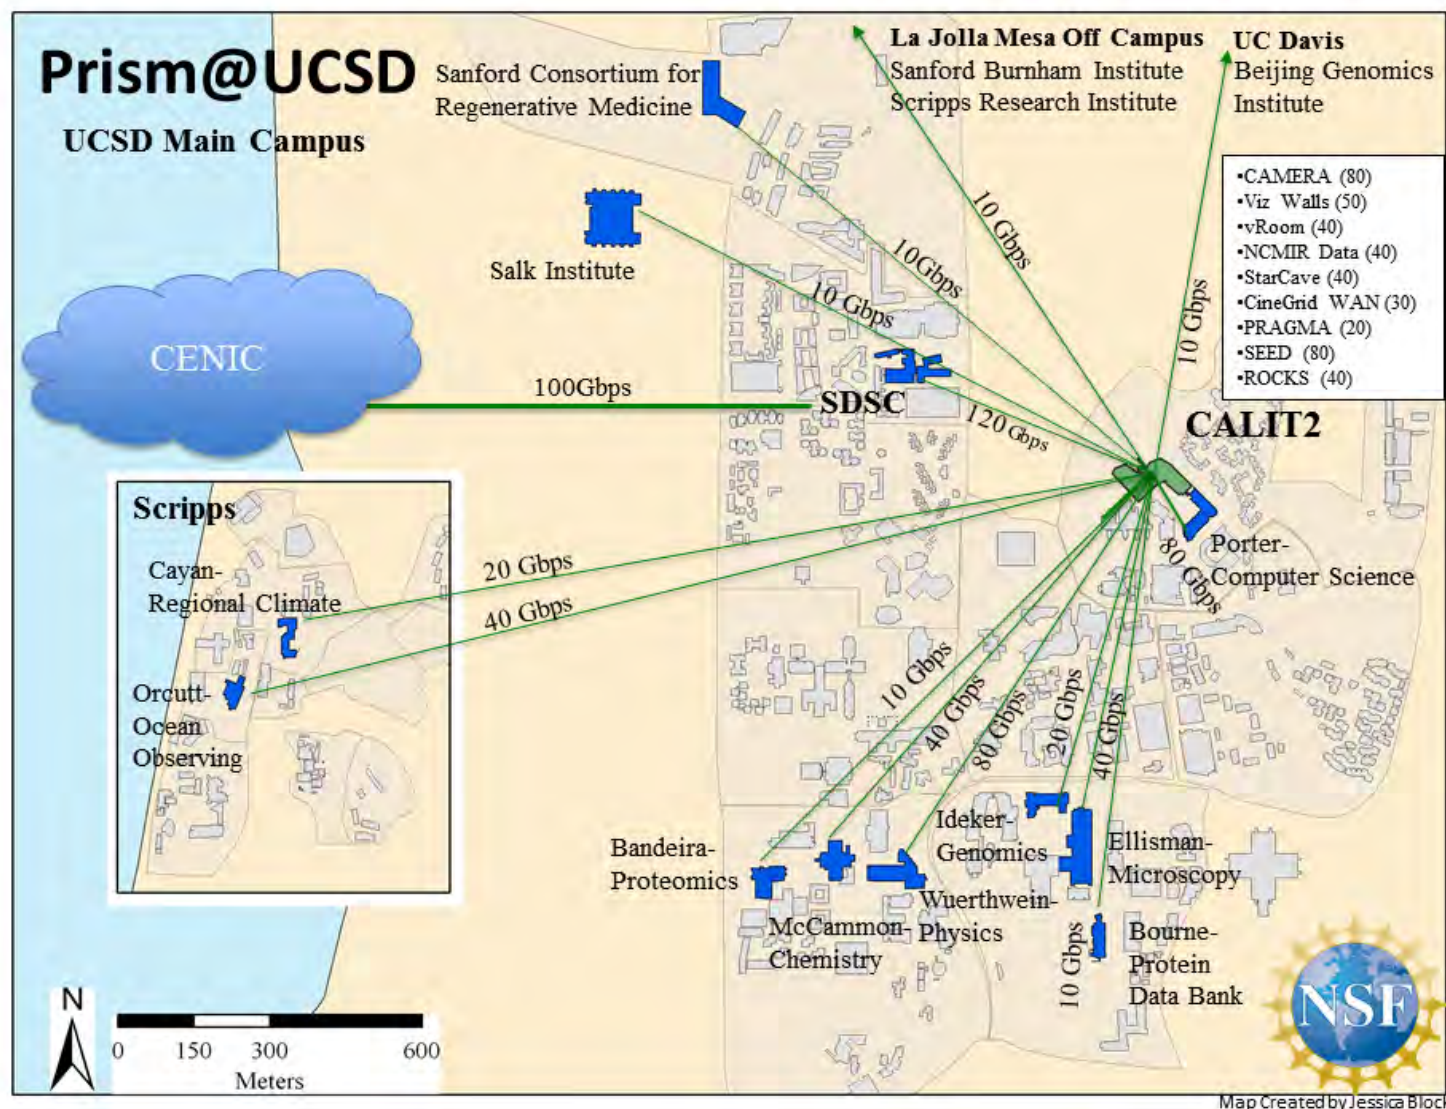 Prism@UCSD
UCSD Main Campus
Sanford Consortium for
Regenerative Medicine
La Jolla Mesa Off Campus
Sanford Burnham Institute
Scripps Research Institute
UC Davis
Beijing Genomics
Institute
•CAMERA (80)
•Viz Walls (50)
•vRoom (40)
•NCMIR Data (40)
•StarCave (40)
•CineGrid WAN (30)
•PRAGMA (20)
•SEED (80)
•ROCKS (40)
Salk Institute
10 Gbps
10Gbps
10 Gbps
10 Gbps
CENIC
100Gbps
SDSC
120 Gbps
CALIT2
Scripps
Cayan-
Regional Climate
Orcutt-
Ocean
Observing
20 Gbps
40 Gbps
80 Gbps
Porter-
Computer Science
10 Gbps
40 Gbps
80 Gbps
20 Gbps
40 Gbps
Bandeira-
Proteomics
McCammon-
Chemistry
Wuerthwein-
Physics
Ideker-
Genomics
Ellisman-
Microscopy
10 Gbps
Bourne-
Protein
Data Bank
NSF
N
0 150 300 600
Meters
Map Created by Jessica Block